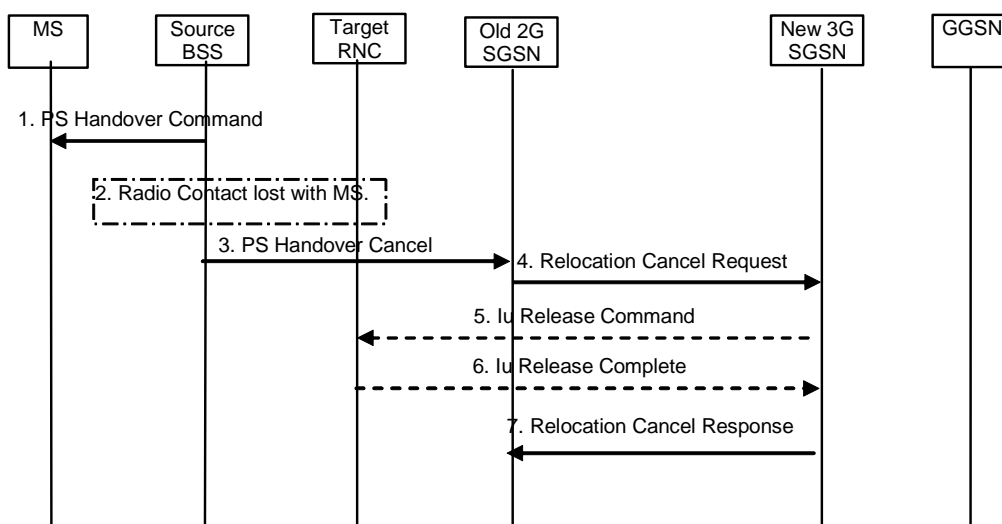 MS
Source
BSS
Target
RNC
Old 2G
SGSN
New 3G
SGSN
GGSN
1. PS Handover Command
2. Radio Contact lost with MS.
3. PS Handover Cancel
4. Relocation Cancel Request
5. Iu Release Command
6. Iu Release Complete
7. Relocation Cancel Response